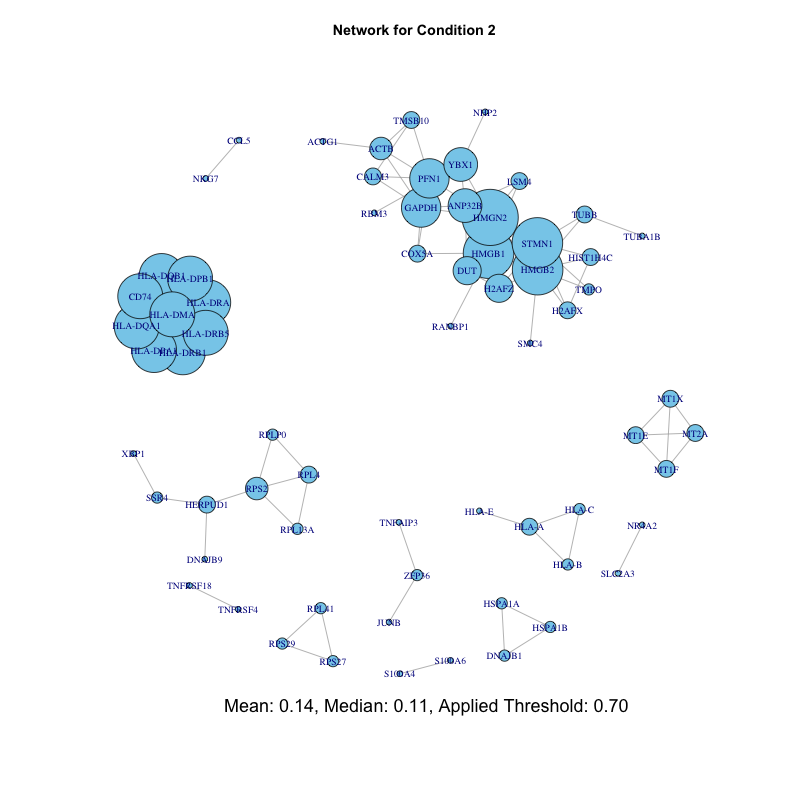 Network for Condition 2
NMP2
TMSB10
CCL5
ACTG1
ACTB
YBX1
CALM3
PFN1
NKG7
LSM4
ANP32B
GAPDH
RBM3
HMGN2
TUBB
TUBA1B
STMN1
COX5A
HMGB1
HIST1H4C
DUT
HMGB2
HLA-DQB1
HLA-DPB1
H2AFZ
TMPO
CD74
HLA-DRA
H2AFX
HLA-DMA
HLA-DQA1
RANBP1
HLA-DRB5
SMC4
HLA-DPA1
HLA-DRB1
MT1X
MT1E
MT2A
RPLP0
XBP1
MT1F
RPL4
RPS2
SSR4
HERPUD1
HLA-E
HLA-C
TNFAIP3
HLA-A
NR4A2
RPL13A
DNAJB9
HLA-B
SLC2A3
ZFP36
TNFRSF18
HSPA1A
TNFRSF4
RPL41
JUNB
HSPA1B
RPS29
DNAJB1
RPS27
S100A6
S100A4
Mean: 0.14, Median: 0.11, Applied Threshold: 0.70